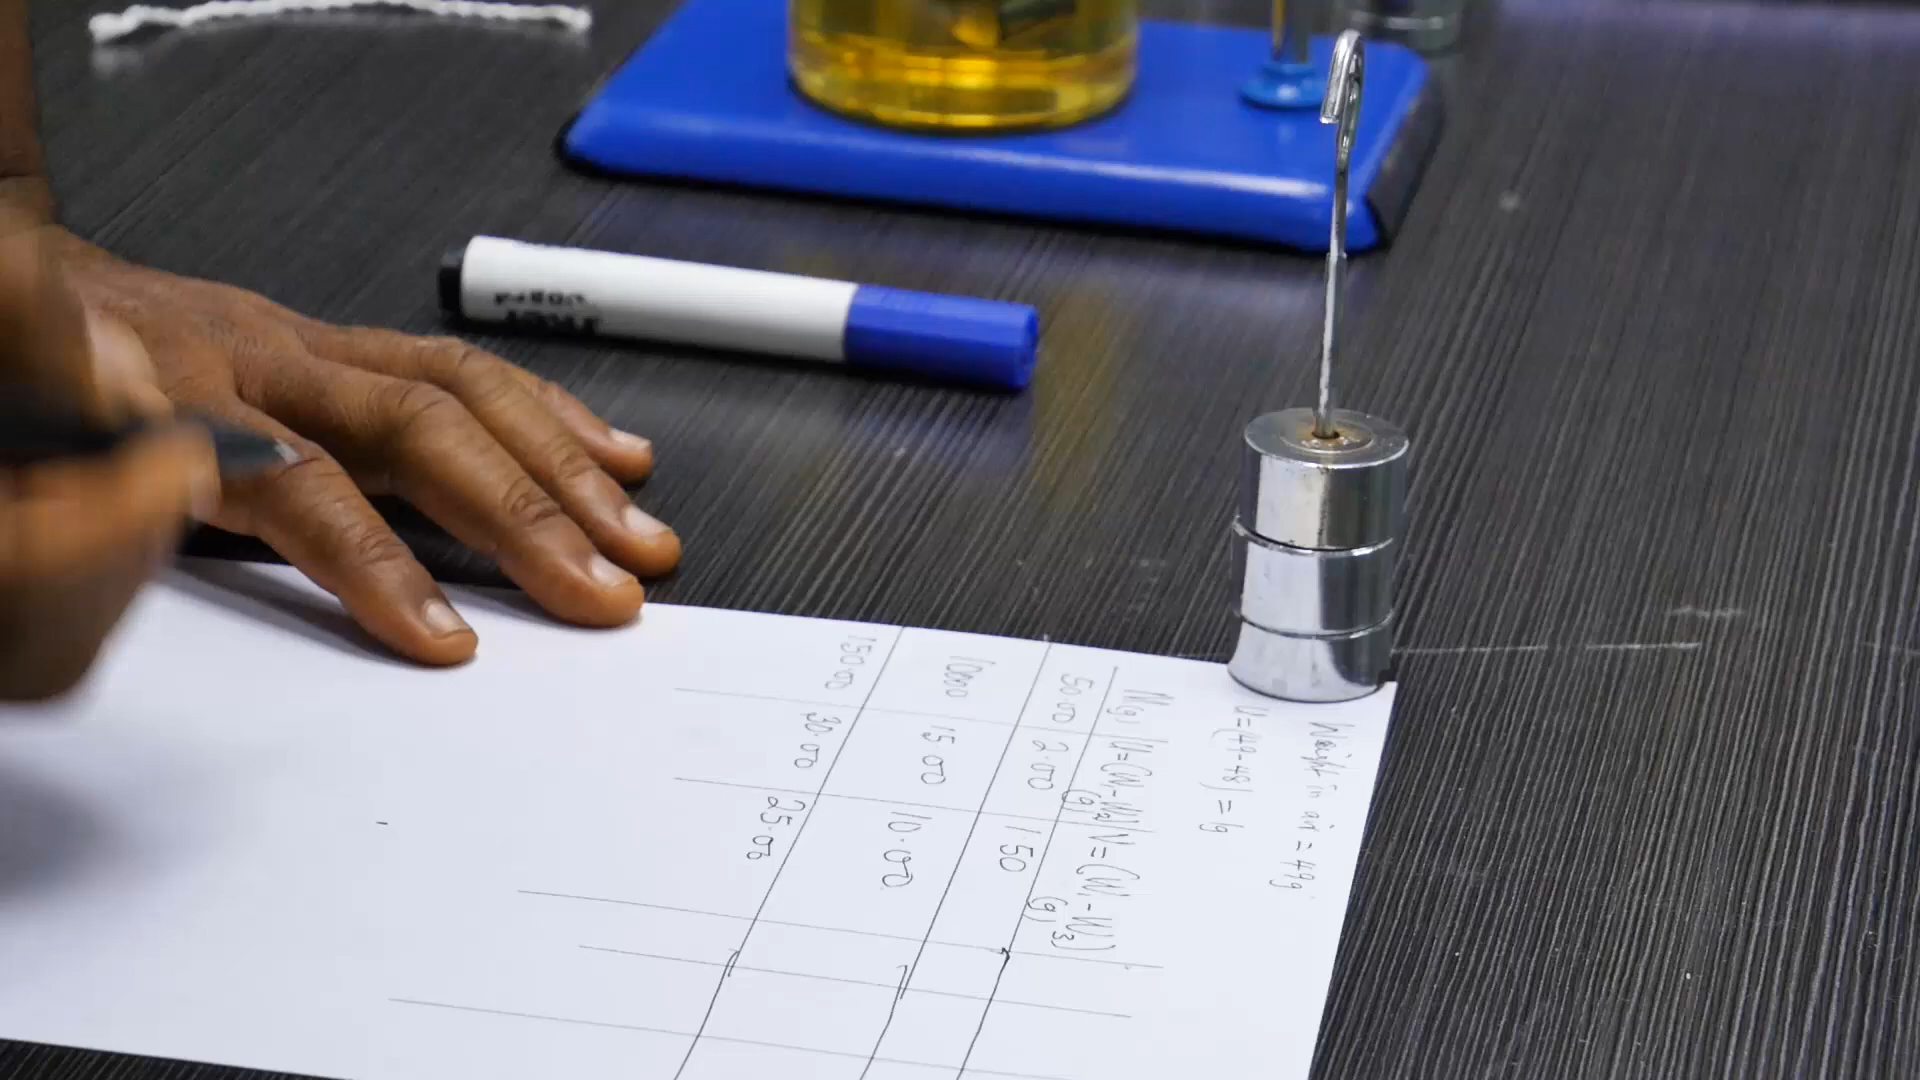 Weight in air = 49g
U = (49 - 48) = 1g
M(g) U = (W₁ - W₂)(g) V = (W₁ - W₃)(g)
50.00 2.00 1.50
100.00 15.00 10.00
150.00 30.00 25.00